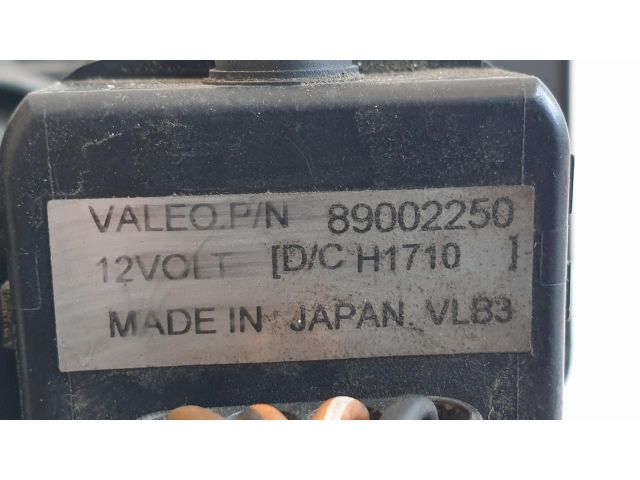 VALEO P/N 89002250
12VOLT [D/C H1710 ]
MADE IN JAPAN. VLB3